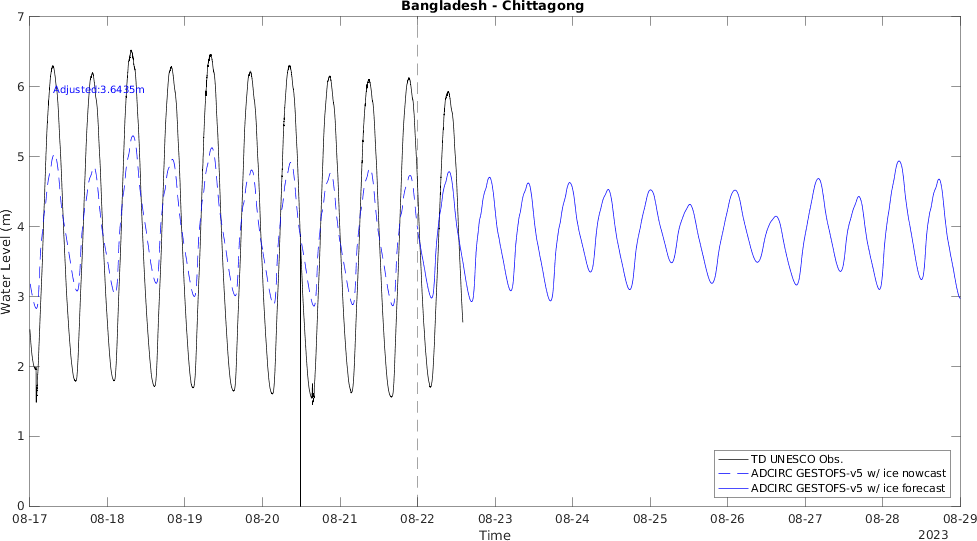 Bangladesh - Chittagong
7
6
5
4
3
2
1
0
Water Level (m)
Adjusted:3.6435m
TD UNESCO Obs.
ADCIRC GESTOFS-v5 w/ ice nowcast
ADCIRC GESTOFS-v5 w/ ice forecast
08-17 08-18 08-19 08-20 08-21 08-22 08-23 08-24 08-25 08-26 08-27 08-28 08-29
Time
2023